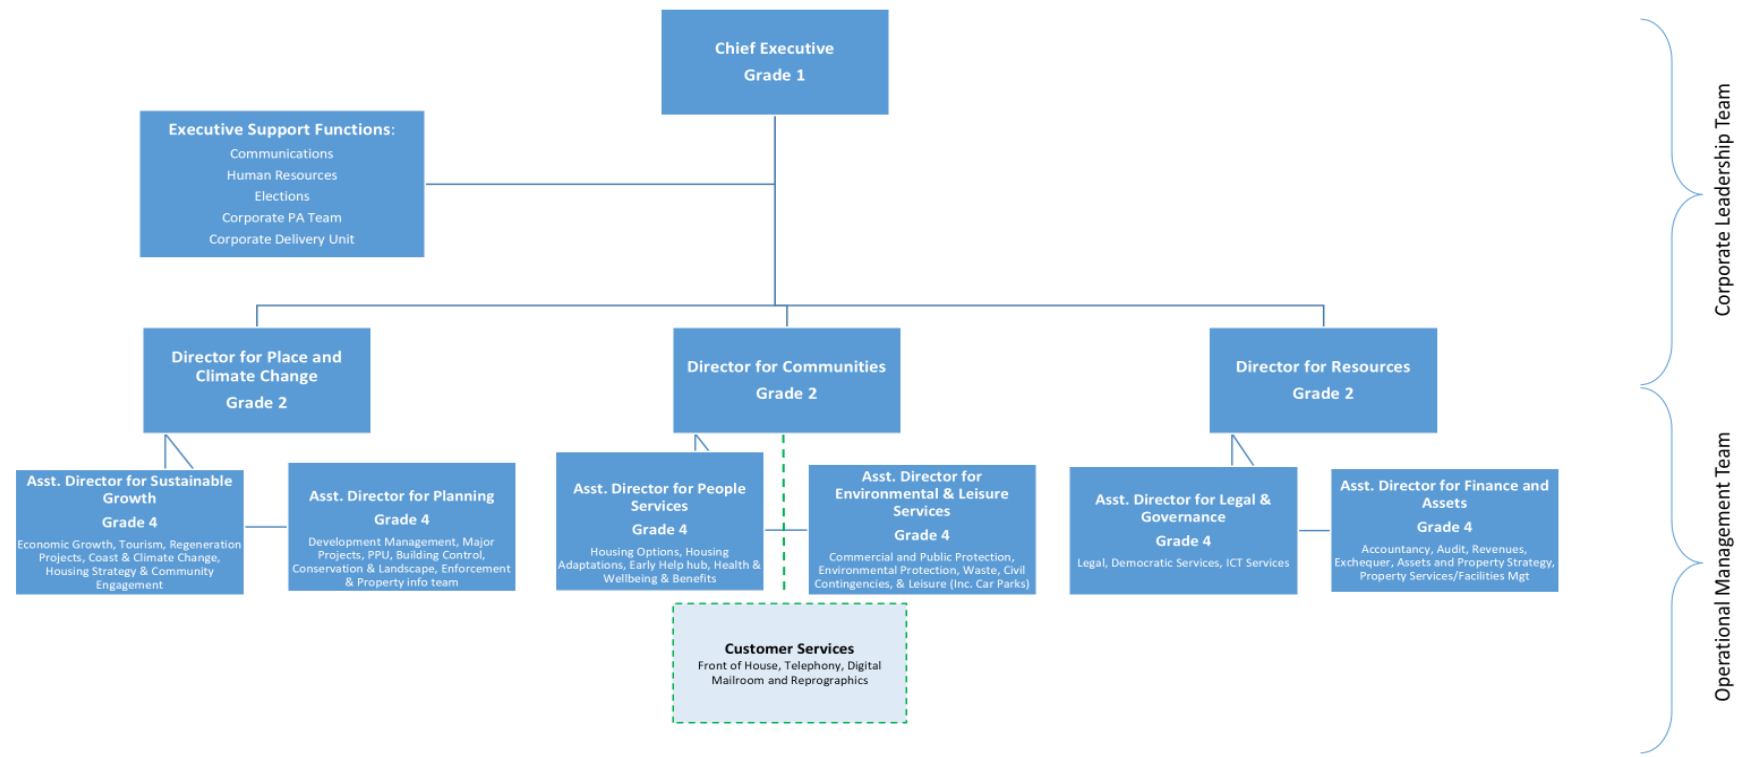 Chief Executive
Grade 1
Executive Support Functions:
Communications
Human Resources
Elections
Corporate PA Team
Corporate Delivery Unit
Corporate Leadership Team
Director for Place and
Climate Change
Grade 2
Director for Communities
Grade 2
Director for Resources
Grade 2
Asst. Director for Sustainable
Growth
Grade 4
Economic Growth, Tourism, Regeneration
Projects, Coast & Climate Change,
Housing Strategy & Community
Engagement
Asst. Director for Planning
Grade 4
Development Management, Major
Projects, PPU, Building Control,
Conservation & Landscape, Enforcement
& Property info team
Asst. Director for People
Services
Grade 4
Housing Options, Housing
Adaptations, Early Help hub, Health &
Wellbeing & Benefits
Asst. Director for
Environmental & Leisure
Services
Grade 4
Commercial and Public Protection,
Environmental Protection, Waste, Civil
Contingencies, & Leisure (Inc. Car Parks)
Asst. Director for Legal &
Governance
Grade 4
Legal, Democratic Services, ICT Services
Asst. Director for Finance and
Assets
Grade 4
Accountancy, Audit, Revenues,
Exchequer, Assets and Property Strategy,
Property Services/Facilities Mgt
Operational Management Team
Customer Services
Front of House, Telephony, Digital
Mailroom and Reprographics